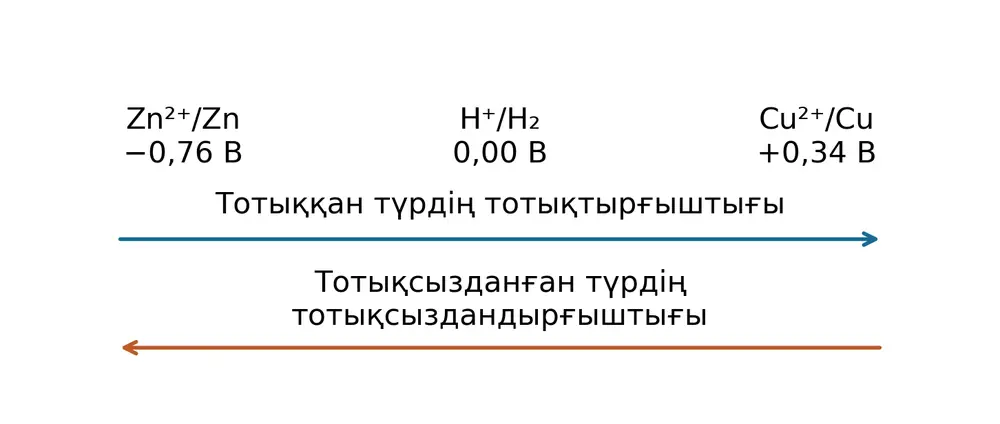 Zn²⁺/Zn H⁺/H₂ Cu²⁺/Cu
−0,76 В 0,00 В +0,34 В
Тотыққан түрдің тотықтырғыштығы
Тотықсызданған түрдің
тотықсыздандырғыштығы